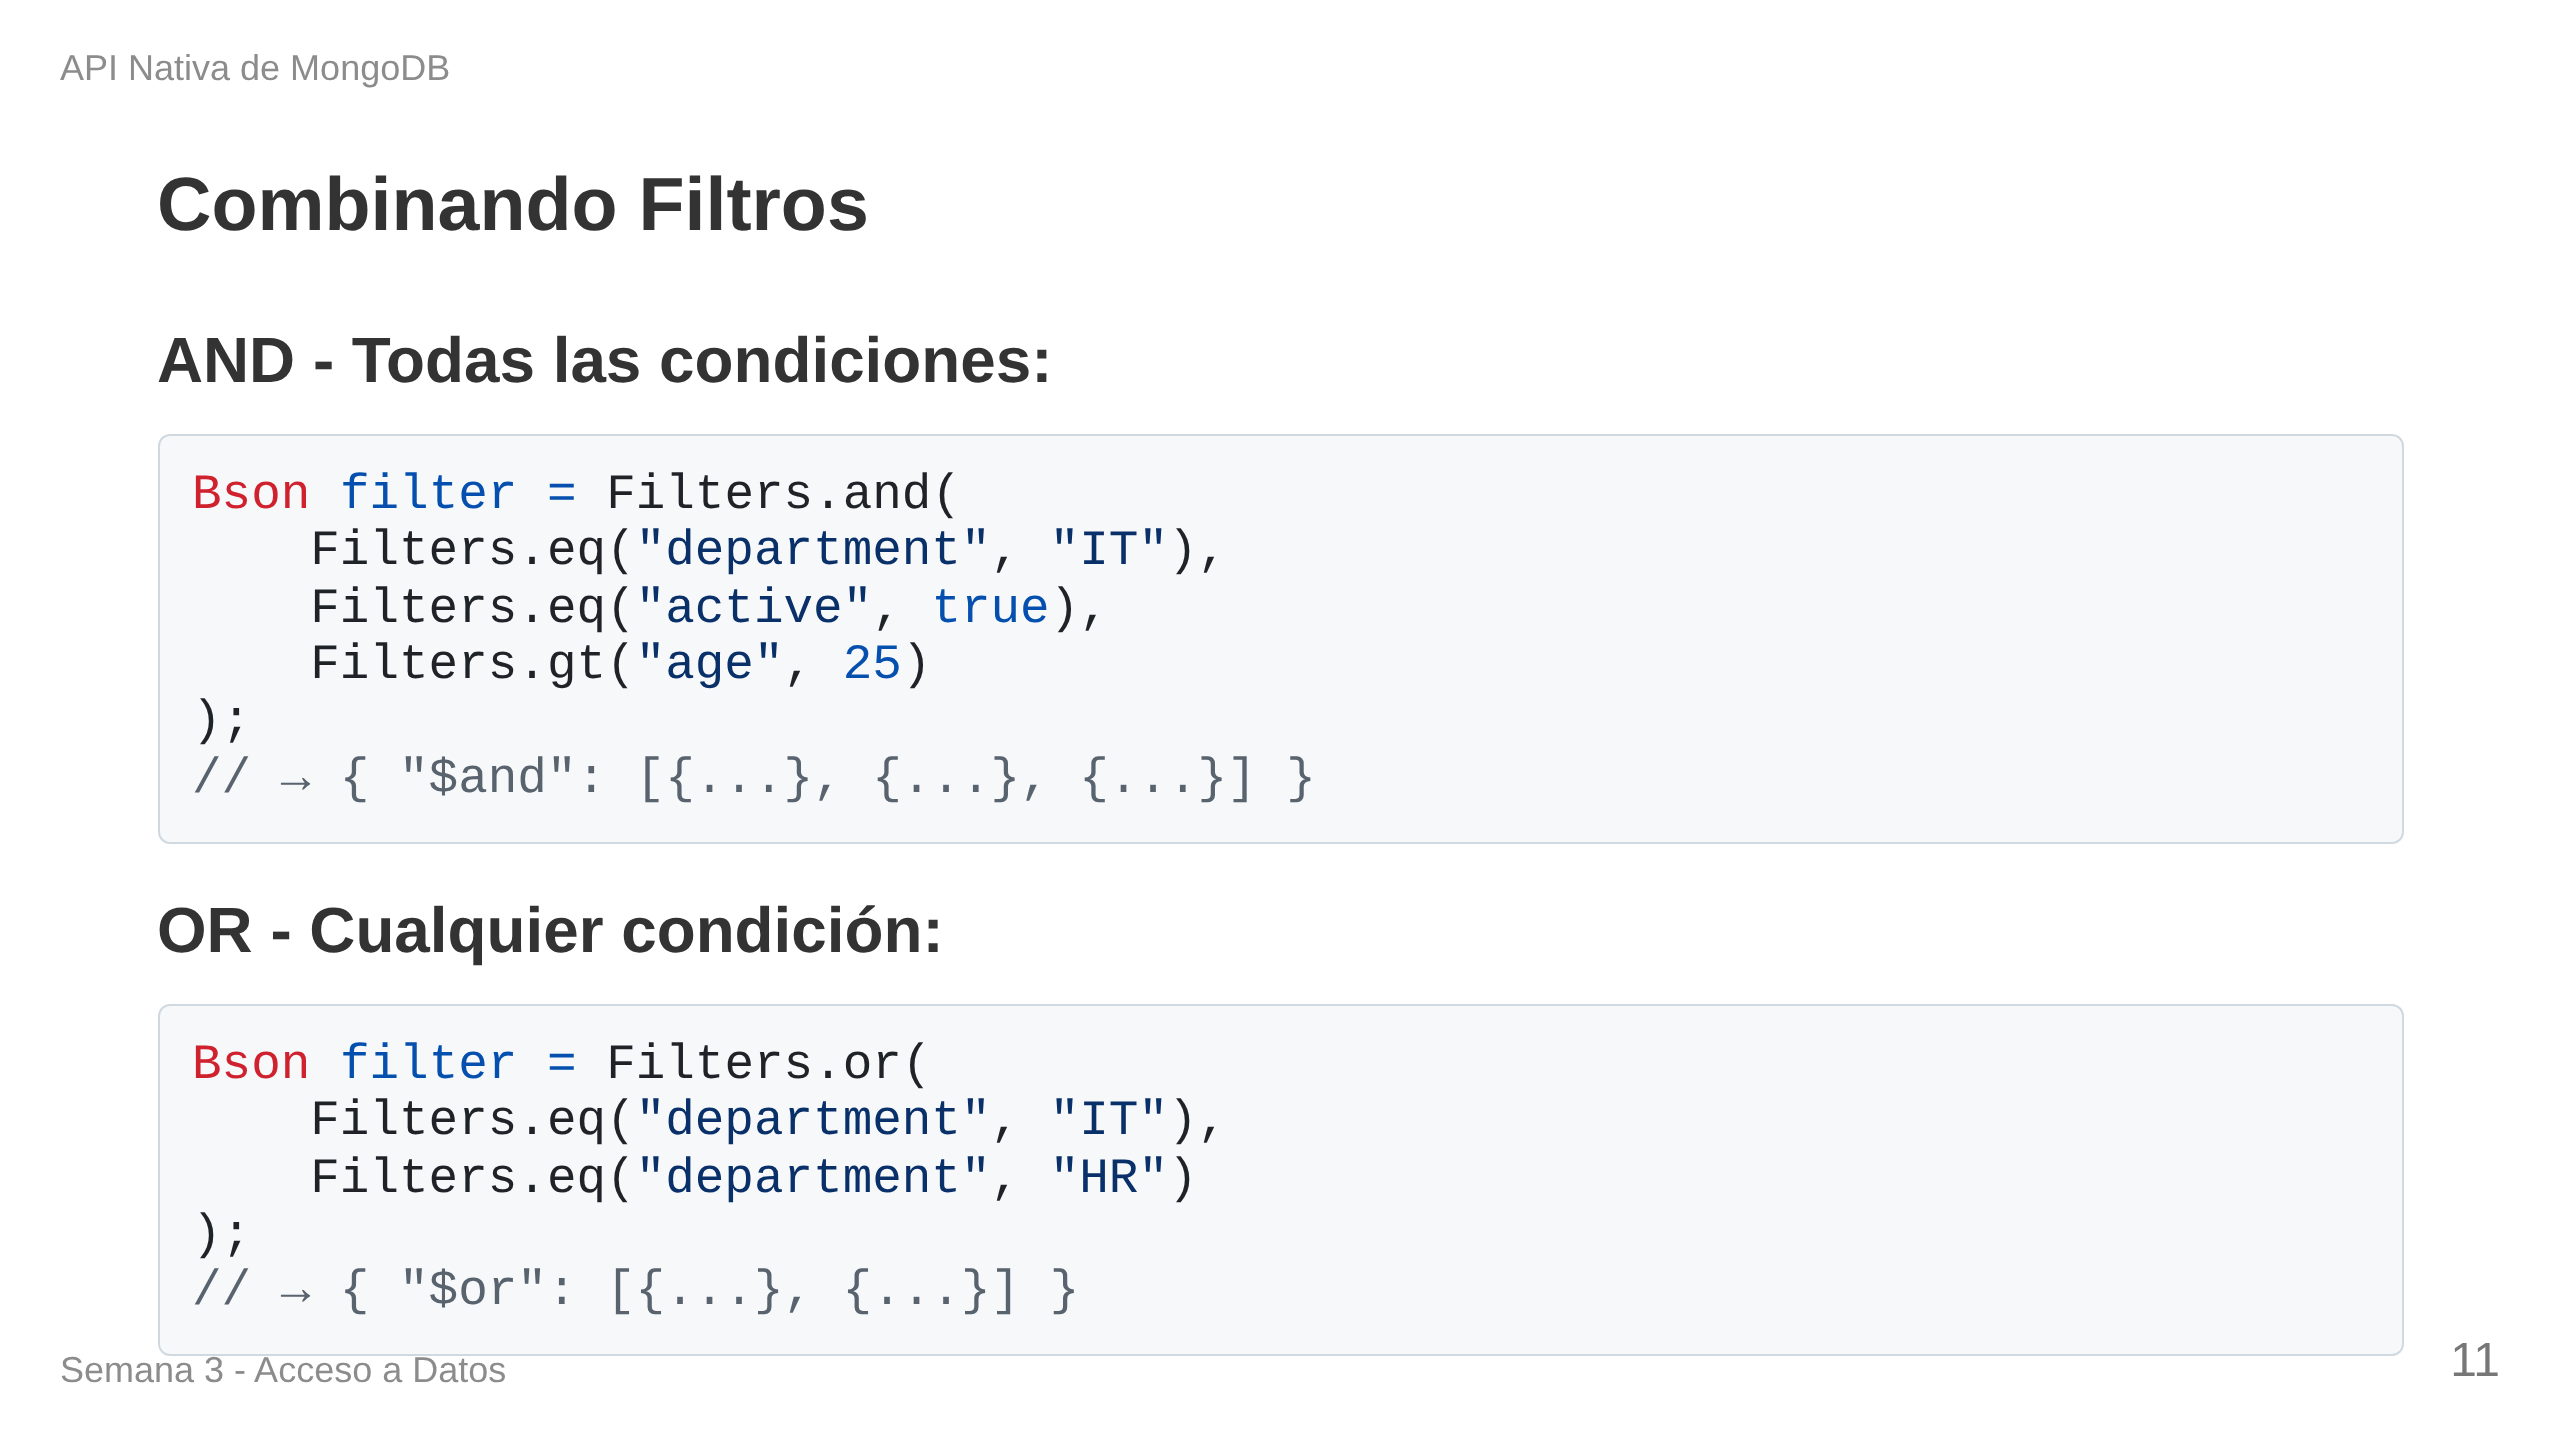 API Nativa de MongoDB
Combinando Filtros
AND - Todas las condiciones:
Bson filter = Filters.and(
    Filters.eq("department", "IT"),
    Filters.eq("active", true),
    Filters.gt("age", 25)
);
// → { "$and": [{...}, {...}, {...}] }
OR - Cualquier condición:
Bson filter = Filters.or(
    Filters.eq("department", "IT"),
    Filters.eq("department", "HR")
);
// → { "$or": [{...}, {...}] }
Semana 3 - Acceso a Datos
11